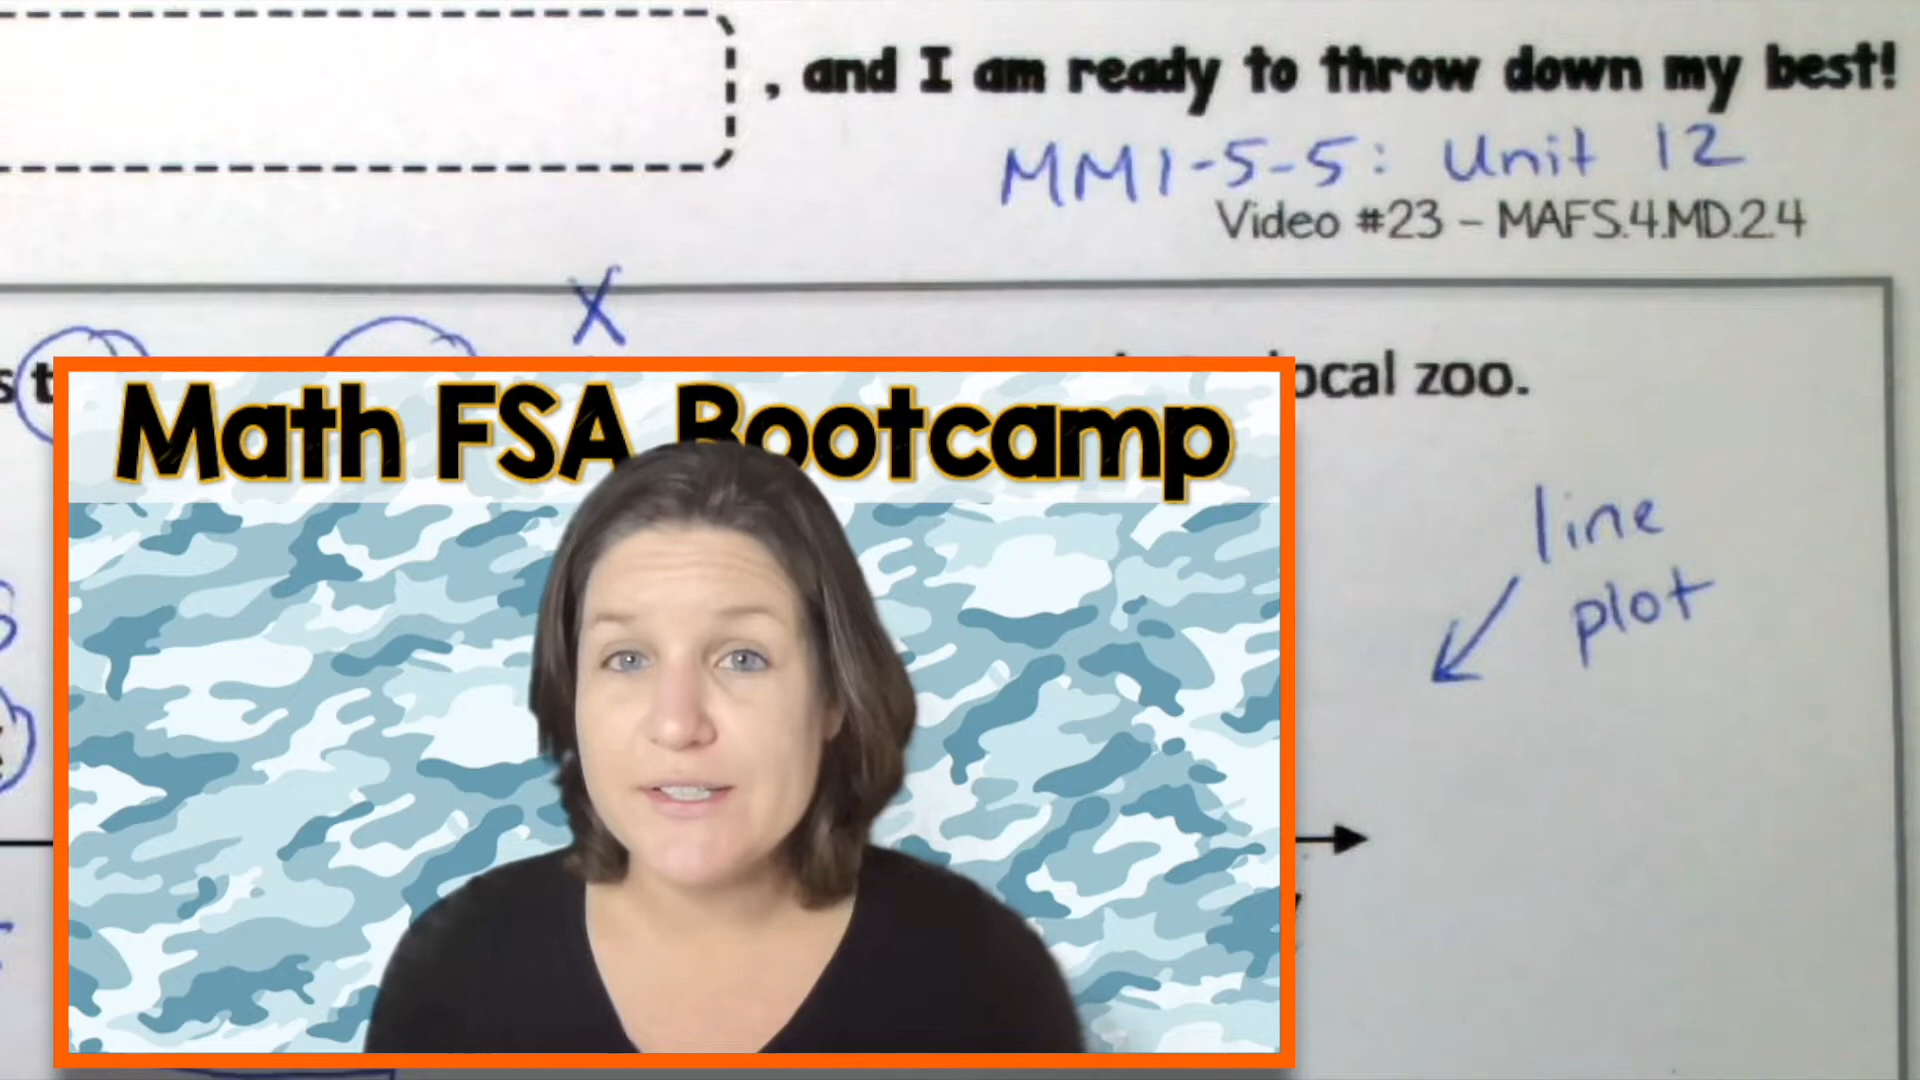 , and I am ready to throw down my best!
MM1-5-5: Unit 12
Video #23 - MAFS.4.MD.2.4
X
local zoo.
Math FSA Bootcamp
line
plot